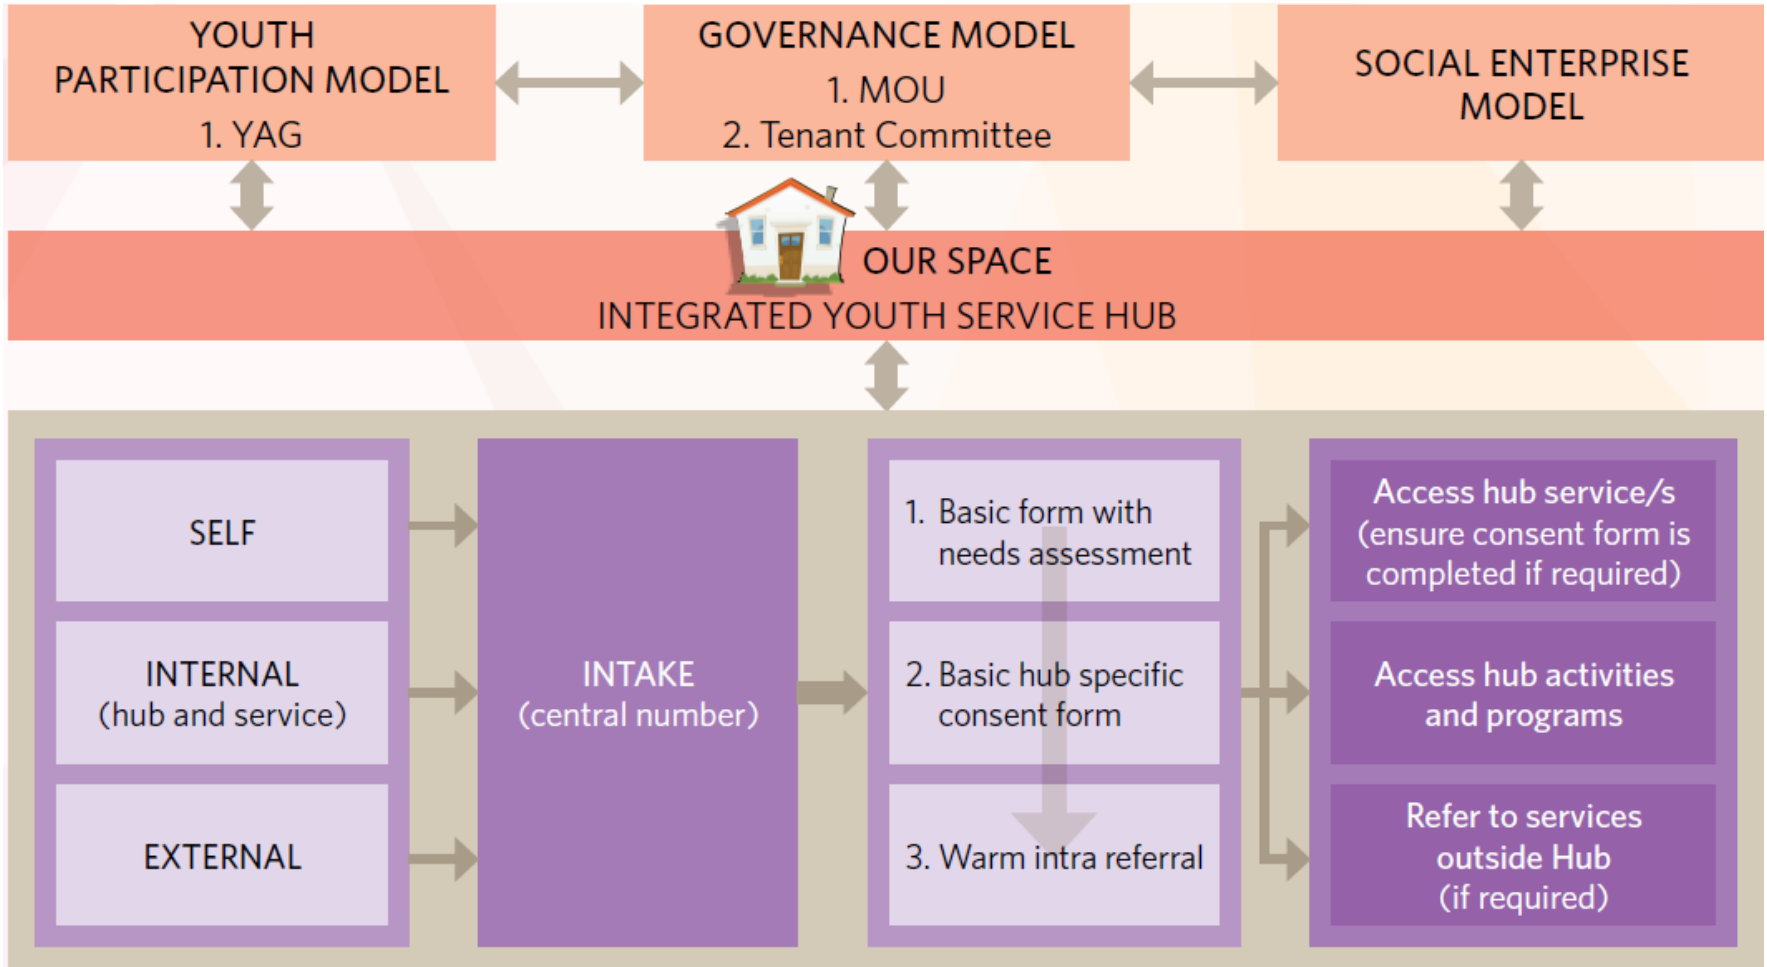 YOUTH
PARTICIPATION MODEL
1. YAG
GOVERNANCE MODEL
1. MOU
2. Tenant Committee
SOCIAL ENTERPRISE
MODEL
OUR SPACE
INTEGRATED YOUTH SERVICE HUB
SELF
INTERNAL
(hub and service)
EXTERNAL
INTAKE
(central number)
1. Basic form with
needs assessment
2. Basic hub specific
consent form
3. Warm intra referral
Access hub service/s
(ensure consent form is
completed if required)
Access hub activities
and programs
Refer to services
outside Hub
(if required)